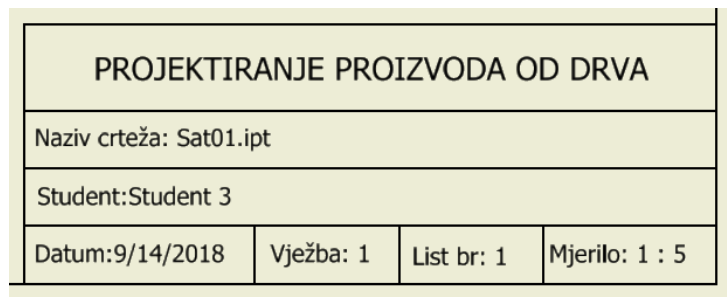 PROJEKTIRANJE PROIZVODA OD DRVA
Naziv crteža: Sat01.ipt
Student:Student 3
Datum:9/14/2018 Vježba: 1 List br: 1 Mjerilo: 1 : 5